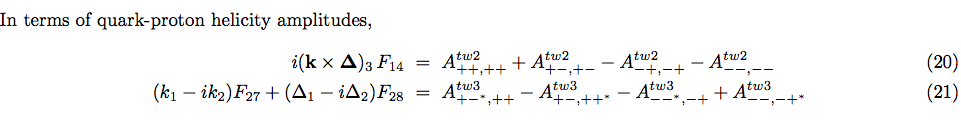 In terms of quark-proton helicity amplitudes,
i(k × Δ)₃ F₁₄ = A^{tw2}_{++,++} + A^{tw2}_{+−,+−} − A^{tw2}_{−+,−+} − A^{tw2}_{−−,−−} (20)
(k₁ − ik₂)F₂₇ + (Δ₁ − iΔ₂)F₂₈ = A^{tw3}_{+−*,++} − A^{tw3}_{+−,++*} − A^{tw3}_{−−*,−+} + A^{tw3}_{−−,−+*} (21)